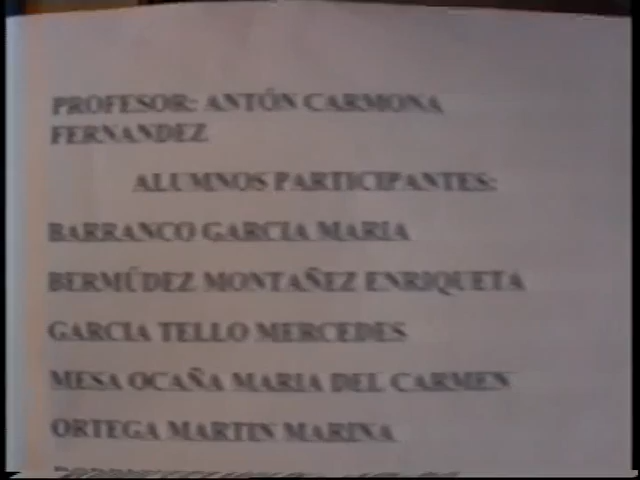 PROFESOR: ANTÓN CARMONA
FERNANDEZ
ALUMNOS PARTICIPANTES:
BARRANCO GARCIA MARIA
BERMÚDEZ MONTAÑEZ ENRIQUETA
GARCIA TELLO MERCEDES
MESA OCAÑA MARIA DEL CARMEN
ORTEGA MARTIN MARINA